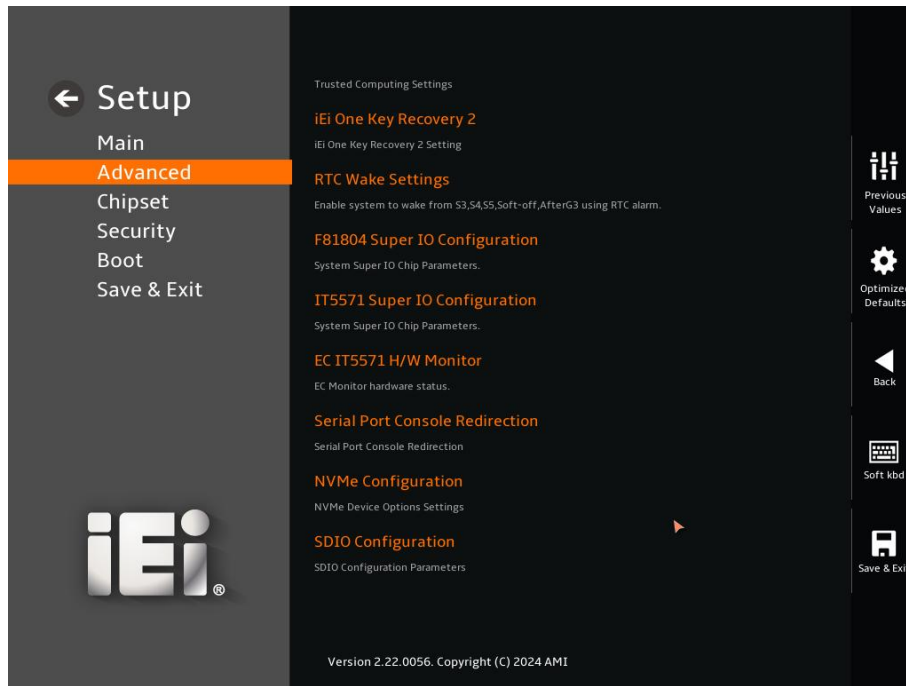 Setup
Main
Advanced
Chipset
Security
Boot
Save & Exit
iEi
®
Trusted Computing Settings
iEi One Key Recovery 2
iEi One Key Recovery 2 Setting
RTC Wake Settings
Enable system to wake from S3,S4,S5,Soft-off,AfterG3 using RTC alarm.
F81804 Super IO Configuration
System Super IO Chip Parameters.
IT5571 Super IO Configuration
System Super IO Chip Parameters.
EC IT5571 H/W Monitor
EC Monitor hardware status.
Serial Port Console Redirection
Serial Port Console Redirection
NVMe Configuration
NVMe Device Options Settings
SDIO Configuration
SDIO Configuration Parameters
Version 2.22.0056. Copyright (C) 2024 AMI
Previous
Values
Optimized
Defaults
Back
Soft kbd
Save & Exi